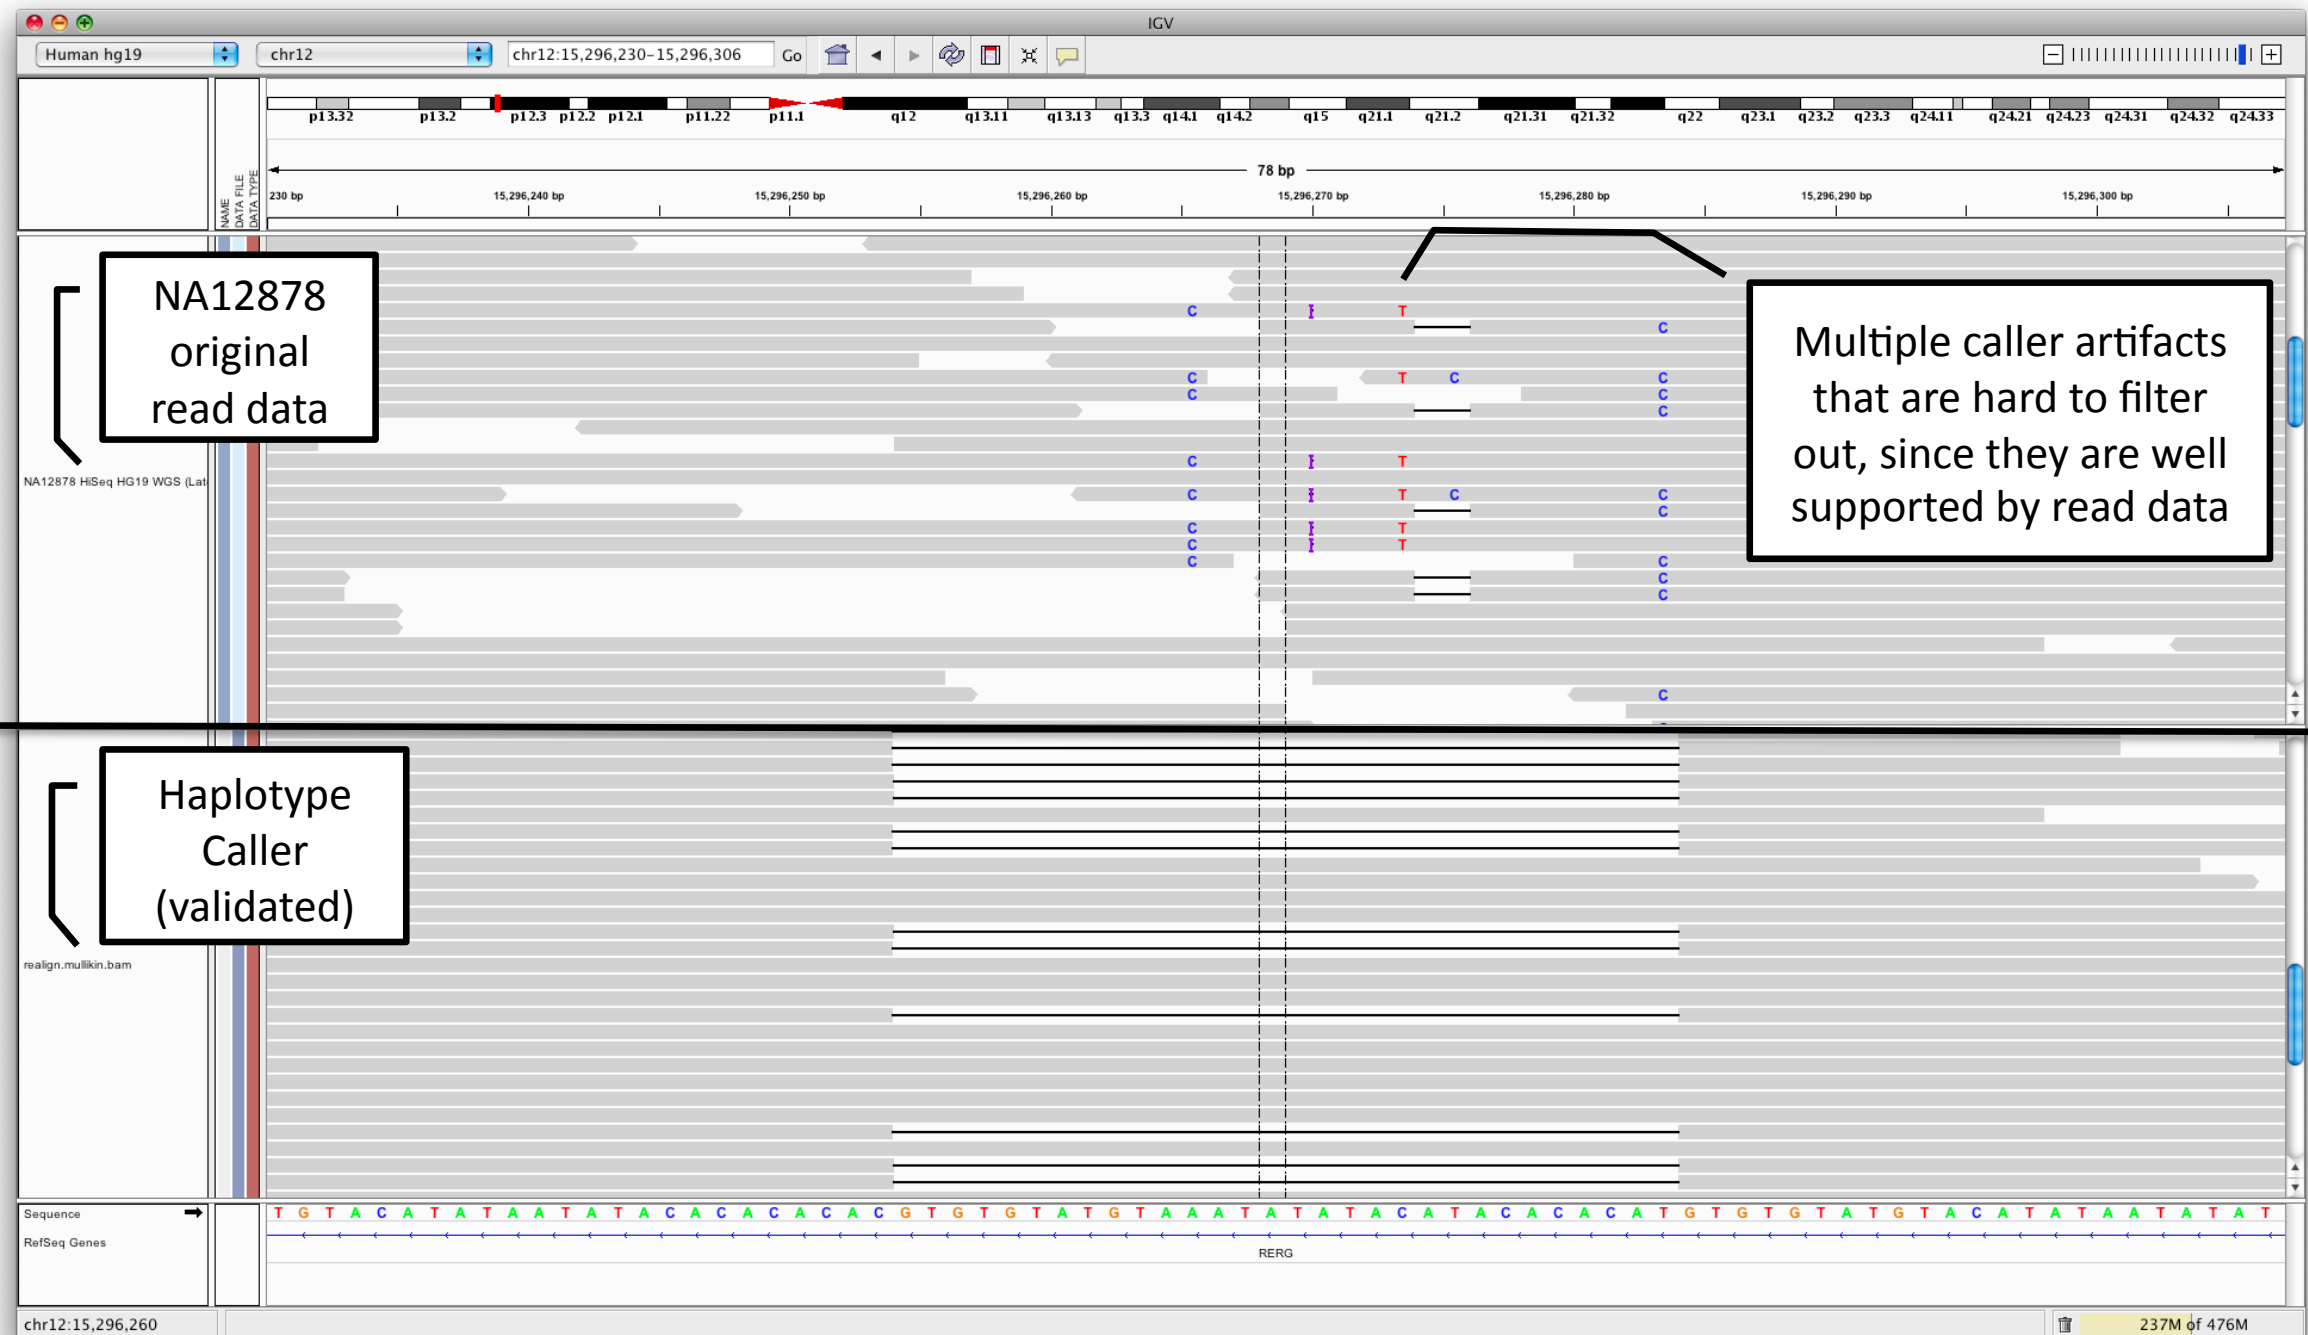 IGV
Human hg19 chr12 chr12:15,296,230-15,296,306 Go
p13.32 p13.2 p12.3 p12.2 p12.1 p11.22 p11.1 q12 q13.11 q13.13 q13.3 q14.1 q14.2 q15 q21.1 q21.2 q21.31 q21.32 q22 q23.1 q23.2 q23.3 q24.11 q24.21 q24.23 q24.31 q24.32 q24.33
NAME
DATA FILE
DATA TYPE
78 bp
230 bp 15,296,240 bp 15,296,250 bp 15,296,260 bp 15,296,270 bp 15,296,280 bp 15,296,290 bp 15,296,300 bp
NA12878
original
read data
Multiple caller artifacts
that are hard to filter
out, since they are well
supported by read data
C T
C
C T C C
C C
C
C T
C T C C
C
C T
C T
C C
C
C
C
NA12878 HiSeq HG19 WGS (Lat
Haplotype
Caller
(validated)
realign.mullikin.bam
Sequence
T G T A C A T A T A A T A T A C A C A C A C A C G T G T G T A T G T A A A T A T A T A C A T A C A C A C A T G T G T G T A T G T A C A T A T A A T A T A T
RefSeq Genes
RERG
chr12:15,296,260
237M of 476M